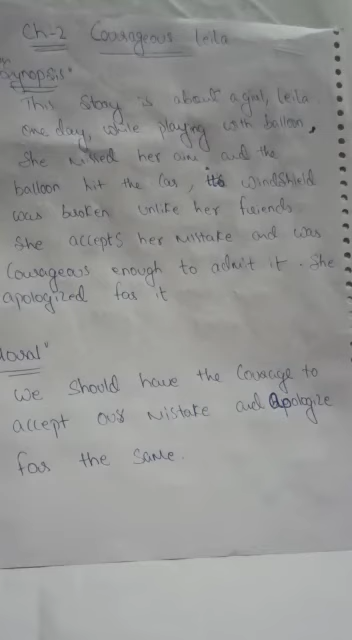 Ch-2 Courageous Leila
Synopsis"
This story is about a girl, Leila.
One day, while playing with balloon,
She missed her aim and the
balloon hit the Car, its Windshield
was broken unlike her friends
She accepts her mistake and was
Courageous enough to admit it. She
apologized for it
Moral"
We should have the Courage to
accept our mistake and Apologize
for the same.